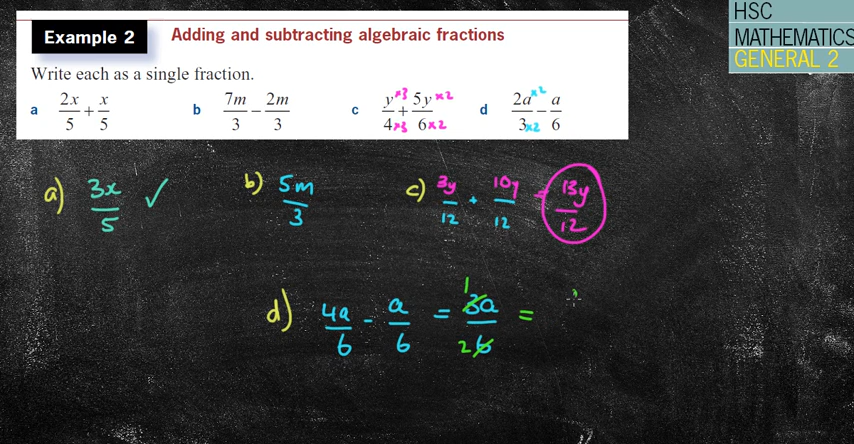 HSC
MATHEMATICS
GENERAL 2
Example 2 Adding and subtracting algebraic fractions
Write each as a single fraction.
a 2x/5 + x/5 b 7m/3 − 2m/3 c y×3/4×3 + 5y×2/6×2 d 2a×2/3×2 − a/6
a) 3x/5 ✓ b) 5m/3 c) 3y/12 + 10y/12 = 13y/12
d) 4a/6 - a/6 = 1 3a/2 6 =